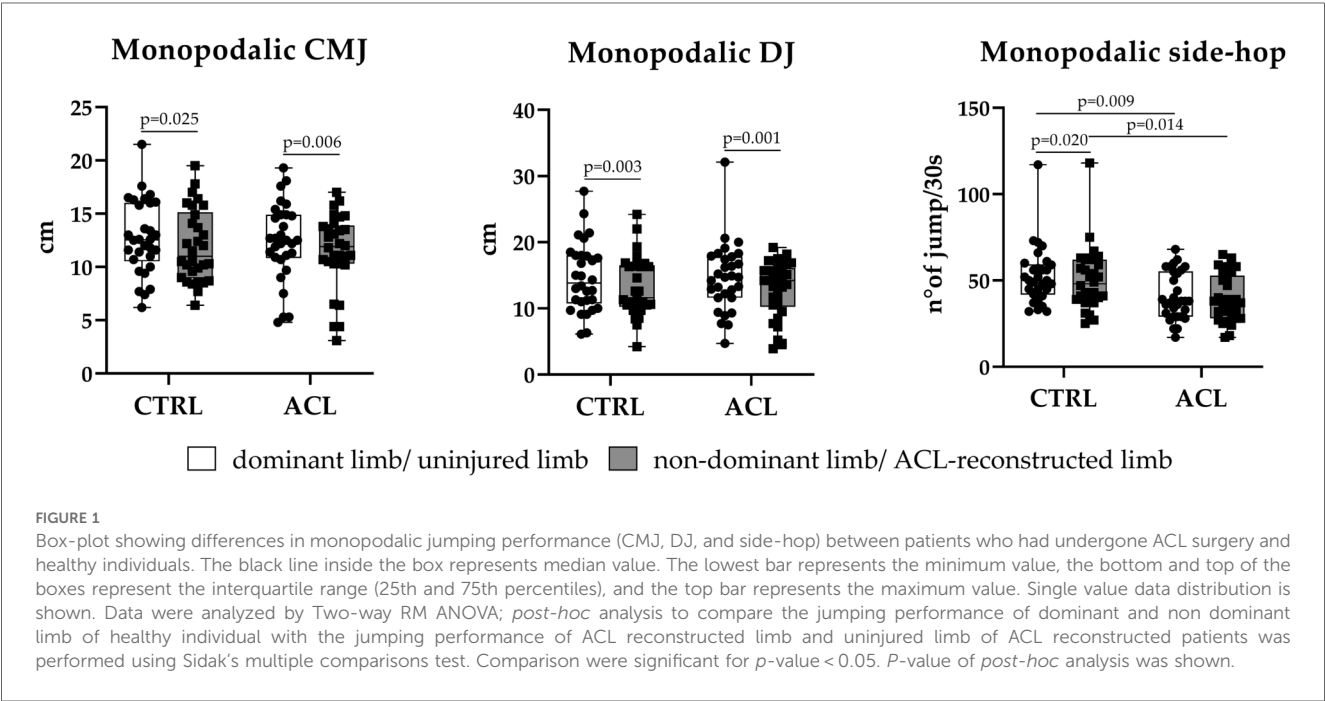 Monopodalic CMJ
25
20
15
10
5
0
cm
p=0.025
p=0.006
CTRL
ACL
Monopodalic DJ
40
30
20
10
0
cm
p=0.003
p=0.001
CTRL
ACL
Monopodalic side-hop
150
100
50
0
n°of jump/30s
p=0.009
p=0.014
p=0.020
CTRL
ACL
dominant limb/ uninjured limb
non-dominant limb/ ACL-reconstructed limb
FIGURE 1
Box-plot showing differences in monopodalic jumping performance (CMJ, DJ, and side-hop) between patients who had undergone ACL surgery and
healthy individuals. The black line inside the box represents median value. The lowest bar represents the minimum value, the bottom and top of the
boxes represent the interquartile range (25th and 75th percentiles), and the top bar represents the maximum value. Single value data distribution is
shown. Data were analyzed by Two-way RM ANOVA; post-hoc analysis to compare the jumping performance of dominant and non dominant
limb of healthy individual with the jumping performance of ACL reconstructed limb and uninjured limb of ACL reconstructed patients was
performed using Sidak's multiple comparisons test. Comparison were significant for p-value < 0.05. P-value of post-hoc analysis was shown.